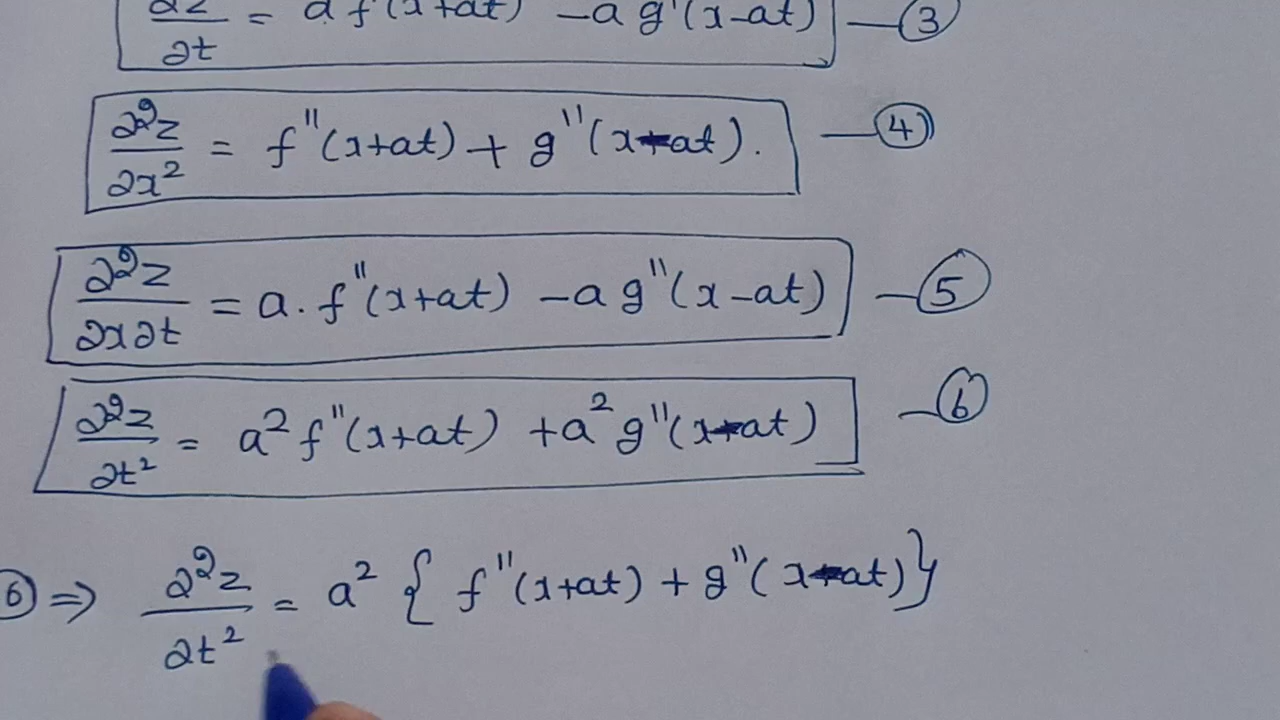 ∂z/∂t = a f'(x+at) - a g'(x-at) — ③
∂²z/∂x² = f''(x+at) + g''(x-at). — ④
∂²z/∂x∂t = a. f''(x+at) - a g''(x-at) — ⑤
∂²z/∂t² = a² f''(x+at) + a² g''(x-at) — ⑥
⑥ ⇒ ∂²z/∂t² = a² { f''(x+at) + g''(x-at) }